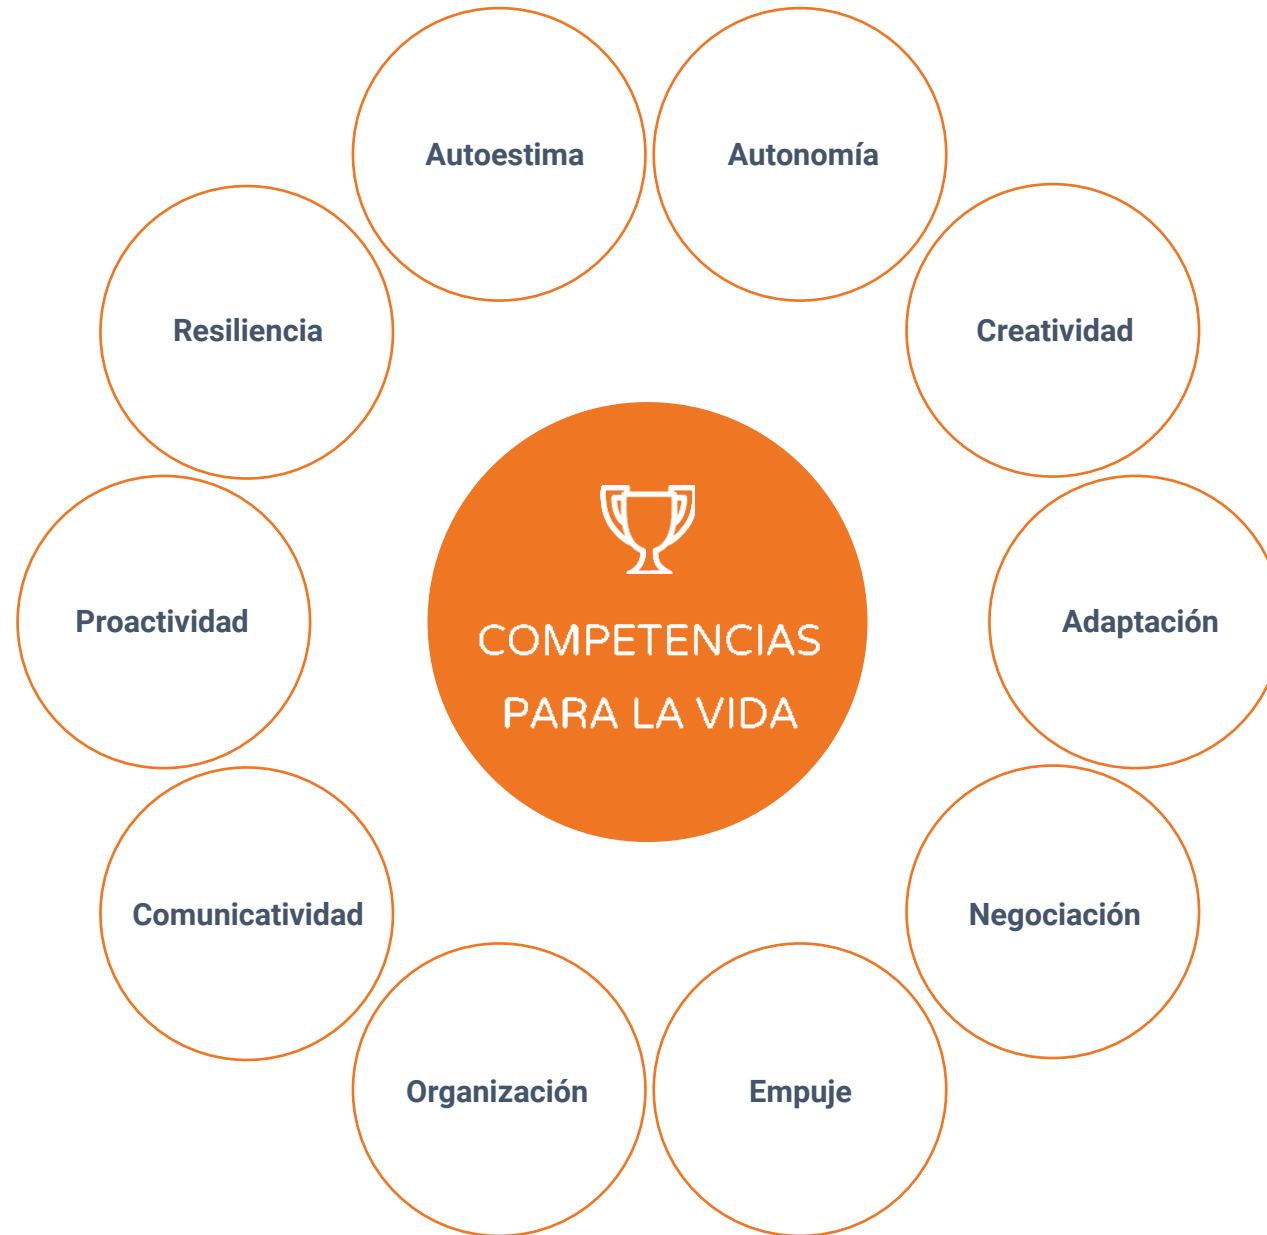 Autoestima
Autonomía
Resiliencia
Creatividad
COMPETENCIAS
PARA LA VIDA
Proactividad
Adaptación
Comunicatividad
Negociación
Organización
Empuje